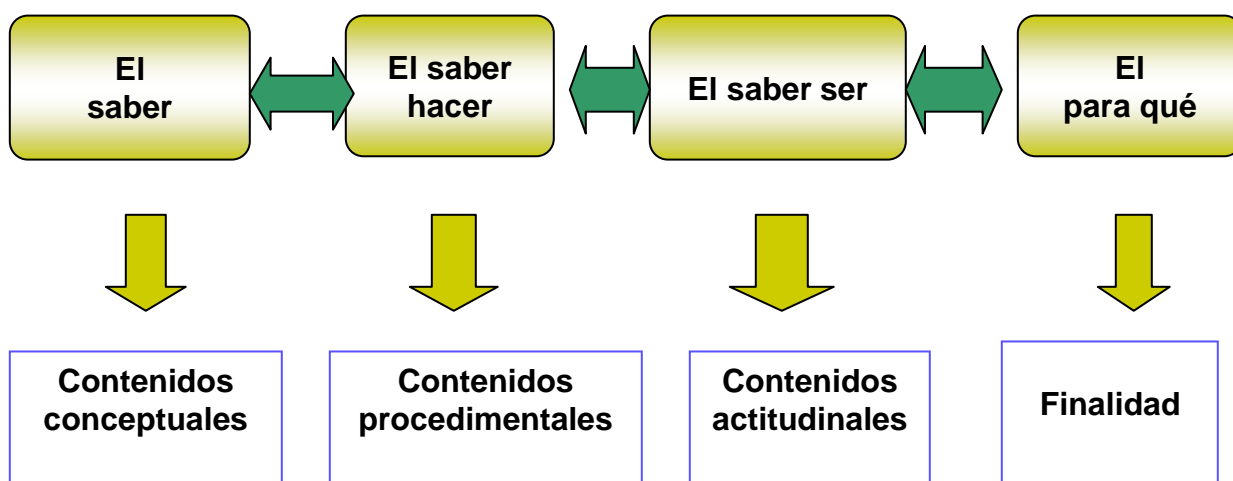 El
saber
El saber
hacer
El saber ser
El
para qué
Contenidos
conceptuales
Contenidos
procedimentales
Contenidos
actitudinales
Finalidad